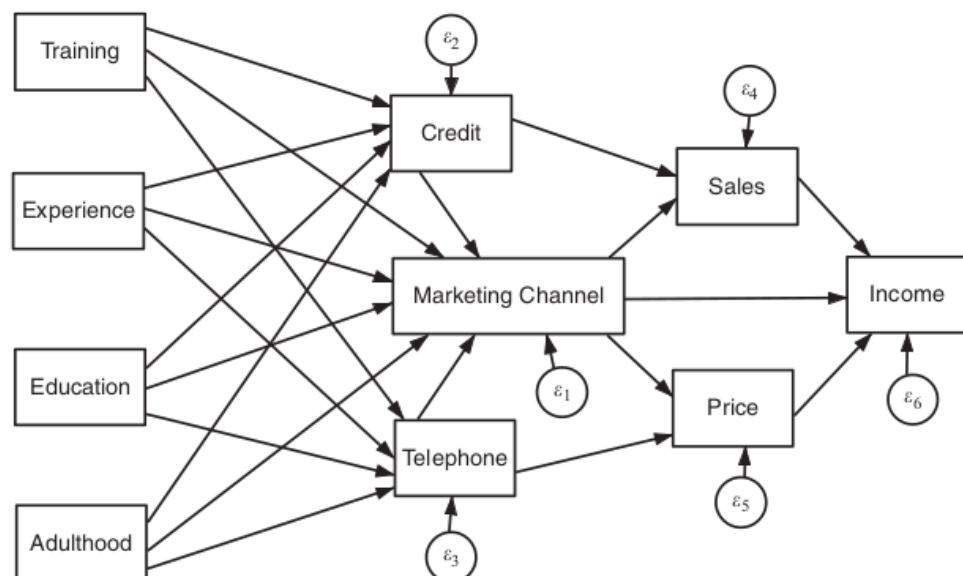 Training
ε2
Credit
ε4
Sales
Experience
Marketing Channel
Income
Education
ε1
Price
ε6
Telephone
ε5
Adulthood
ε3